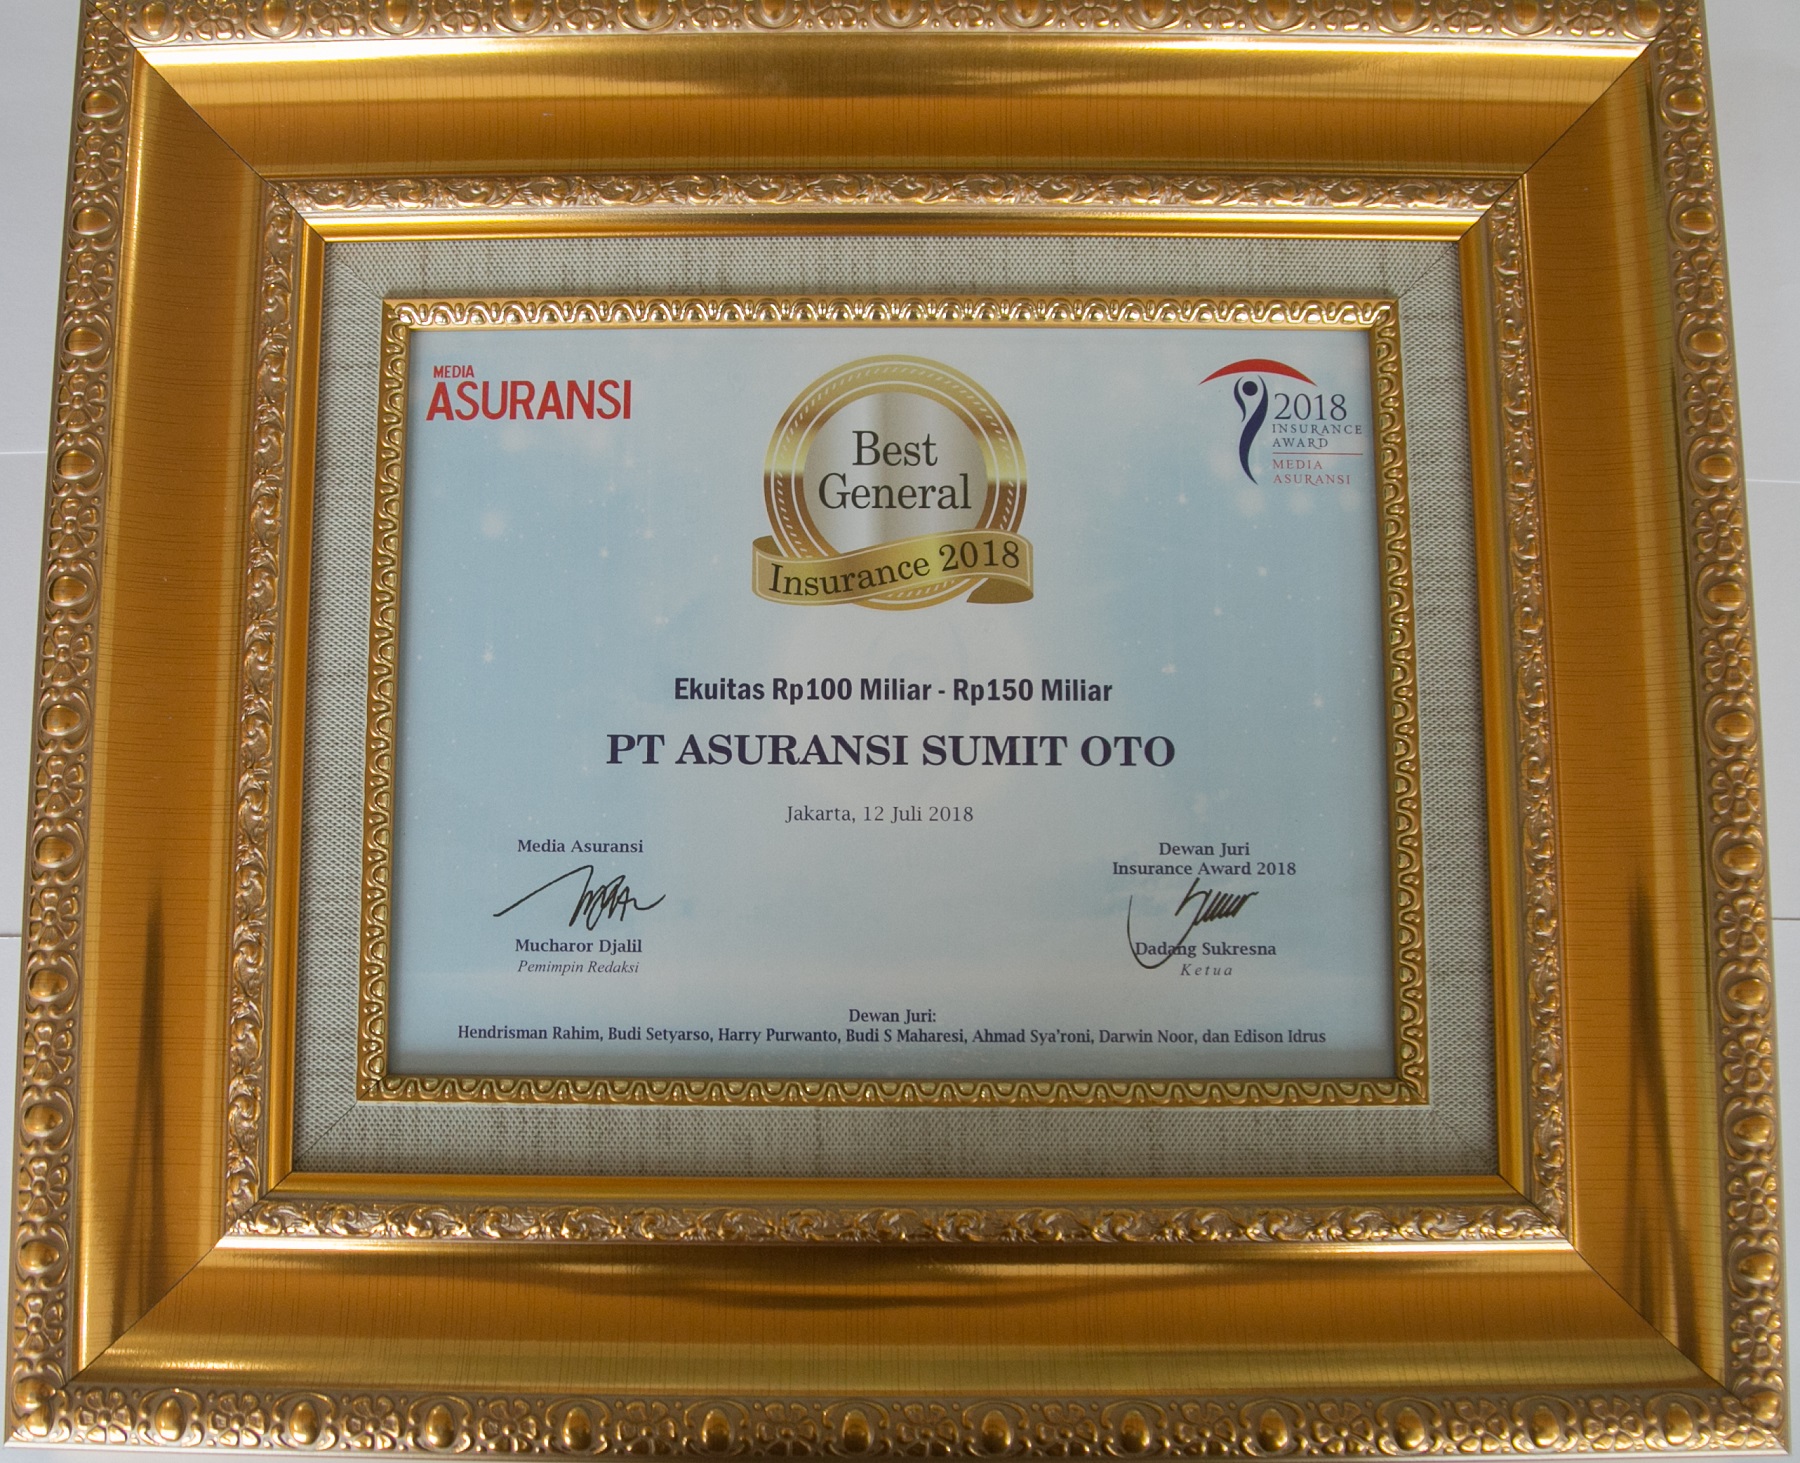 MEDIA
ASURANSI
Best
General
Insurance 2018
2018
INSURANCE
AWARD
MEDIA
ASURANSI
Ekuitas Rp100 Miliar - Rp150 Miliar
PT ASURANSI SUMIT OTO
Jakarta, 12 Juli 2018
Media Asuransi
Mucharor Djalil
Pemimpin Redaksi
Dewan Juri
Insurance Award 2018
Dadang Sukresna
Ketua
Dewan Juri:
Hendrisman Rahim, Budi Setyarso, Harry Purwanto, Budi S Maharesi, Ahmad Sya'roni, Darwin Noor, dan Edison Idrus